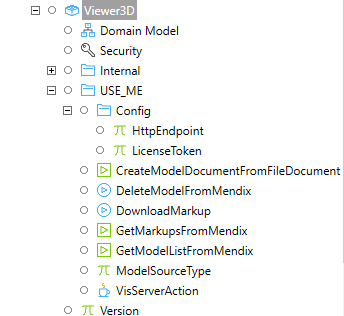 Viewer3D
Domain Model
Security
Internal
USE_ME
Config
HttpEndpoint
LicenseToken
CreateModelDocumentFromFileDocument
DeleteModelFromMendix
DownloadMarkup
GetMarkupsFromMendix
GetModelListFromMendix
ModelSourceType
VisServerAction
Version